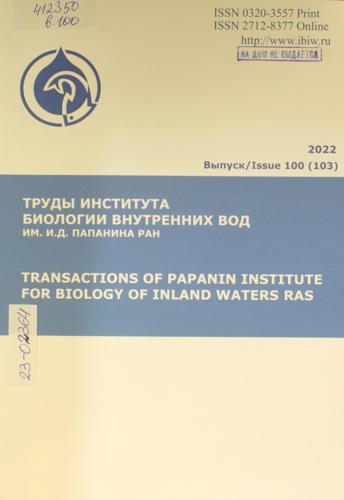 412350
в.100
ISSN 0320-3557 Print
ISSN 2712-8377 Online
http://www.ibiw.ru
НА ДОМ НЕ ВЫДАЕТСЯ
2022
Выпуск/Issue 100 (103)
ТРУДЫ ИНСТИТУТА
БИОЛОГИИ ВНУТРЕННИХ ВОД
ИМ. И.Д. ПАПАНИНА РАН
TRANSACTIONS OF PAPANIN INSTITUTE
FOR BIOLOGY OF INLAND WATERS RAS
23-02364